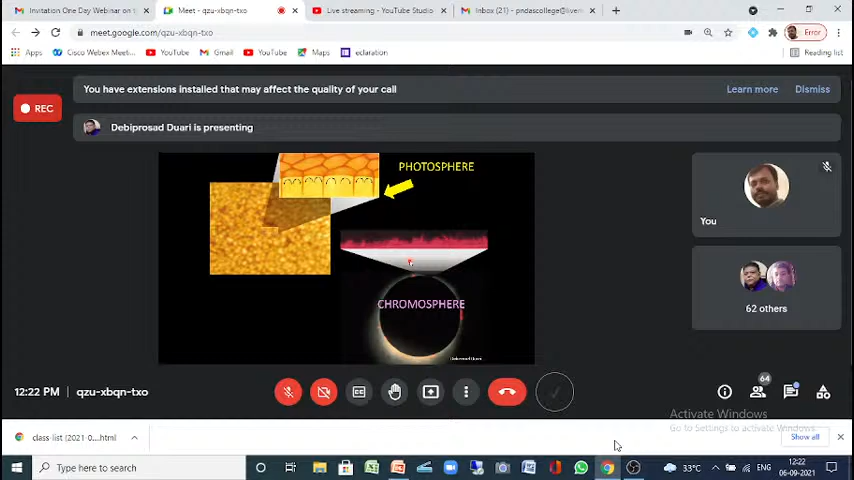 Invitation One Day Webinar on t
Meet - qzu-xbqn-txo
Live streaming - YouTube Studio
Inbox (21) - pndascollege@liven
meet.google.com/qzu-xbqn-txo
Error
Apps
Cisco Webex Meet...
YouTube
Gmail
YouTube
Maps
eclaration
Reading list
REC
You have extensions installed that may affect the quality of your call
Learn more
Dismiss
Debiprosad Duari is presenting
PHOTOSPHERE
CHROMOSPHERE
Debiprosad Duari
You
62 others
12:22 PM | qzu-xbqn-txo
64
Activate Windows
Go to Settings to activate Windows.
class-list (2021-0....html
Show all
Type here to search
33°C
ENG
12:22
06-09-2021